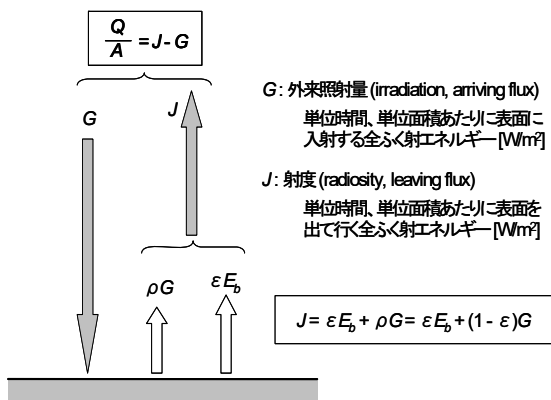 Q/A = J - G
G
J
G : 外来照射量 (irradiation, arriving flux)
単位時間、単位面積あたりに表面に
入射する全ふく射エネルギー [W/m²]
J : 射度 (radiosity, leaving flux)
単位時間、単位面積あたりに表面を
出て行く全ふく射エネルギー [W/m²]
ρG
εE_b
J = εE_b + ρG = εE_b + (1 - ε)G